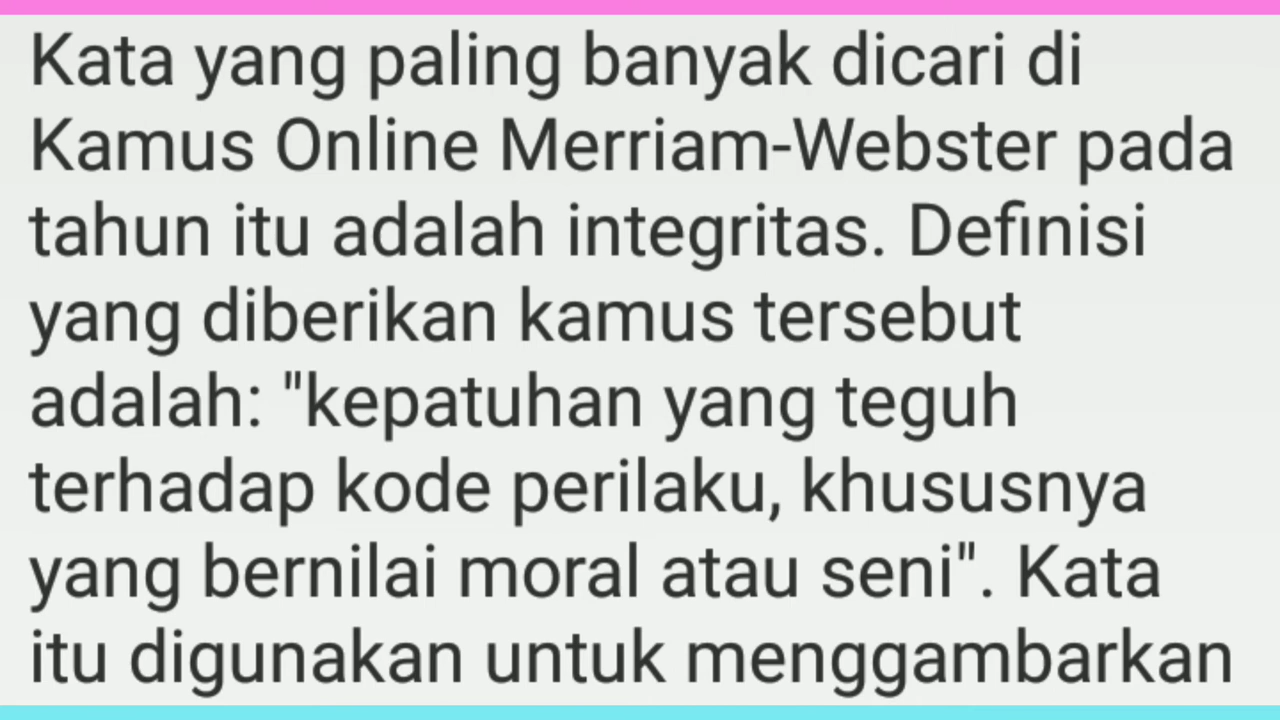 Kata yang paling banyak dicari di
Kamus Online Merriam-Webster pada
tahun itu adalah integritas. Definisi
yang diberikan kamus tersebut
adalah: "kepatuhan yang teguh
terhadap kode perilaku, khususnya
yang bernilai moral atau seni". Kata
itu digunakan untuk menggambarkan